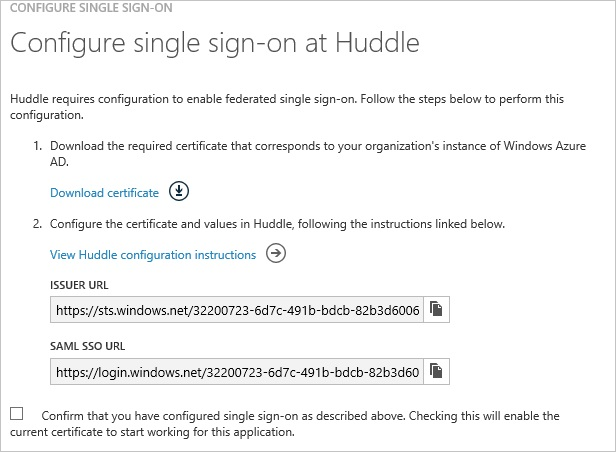 CONFIGURE SINGLE SIGN-ON
Configure single sign-on at Huddle
Huddle requires configuration to enable federated single sign-on. Follow the steps below to perform this
configuration.
1. Download the required certificate that corresponds to your organization's instance of Windows Azure
AD.
Download certificate
2. Configure the certificate and values in Huddle, following the instructions linked below.
View Huddle configuration instructions
ISSUER URL
https://sts.windows.net/32200723-6d7c-491b-bdcb-82b3d6006
SAML SSO URL
https://login.windows.net/32200723-6d7c-491b-bdcb-82b3d60
Confirm that you have configured single sign-on as described above. Checking this will enable the
current certificate to start working for this application.